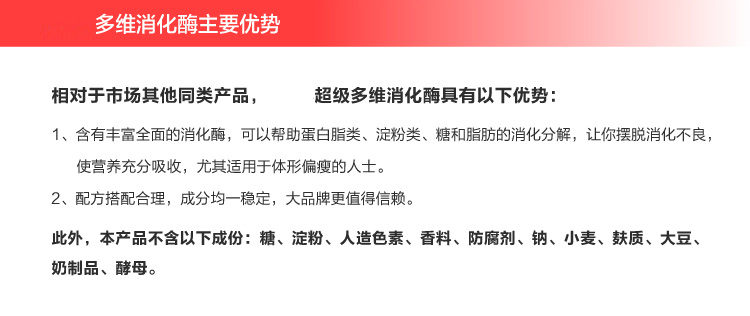 多维消化酶主要优势
相对于市场其他同类产品， 超级多维消化酶具有以下优势：
1、含有丰富全面的消化酶，可以帮助蛋白脂类、淀粉类、糖和脂肪的消化分解，让你摆脱消化不良，
使营养充分吸收，尤其适用于体形偏瘦的人士。
2、配方搭配合理，成分均一稳定，大品牌更值得信赖。
此外，本产品不含以下成份：糖、淀粉、人造色素、香料、防腐剂、钠、小麦、麸质、大豆、
奶制品、酵母。